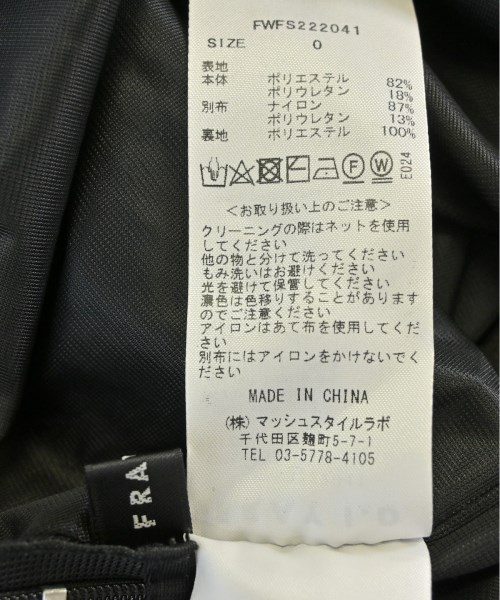 FWFS222041
SIZE 0
表地
本体 ポリエステル 82%
ポリウレタン 18%
別布 ナイロン 87%
ポリウレタン 13%
裏地 ポリエステル 100%
F W E024
<お取り扱い上のご注意>
クリーニングの際はネットを使用
してください
他の物と分けて洗ってください
もみ洗いはお避けください
光を避けて保管してください
濃色は色移りすることがあります
のでご注意ください
アイロンはあて布を使用してくだ
さい
別布にはアイロンをかけないでく
ださい
MADE IN CHINA
(株) マッシュスタイルラボ
千代田区麹町5-7-1
TEL 03-5778-4105
FRA